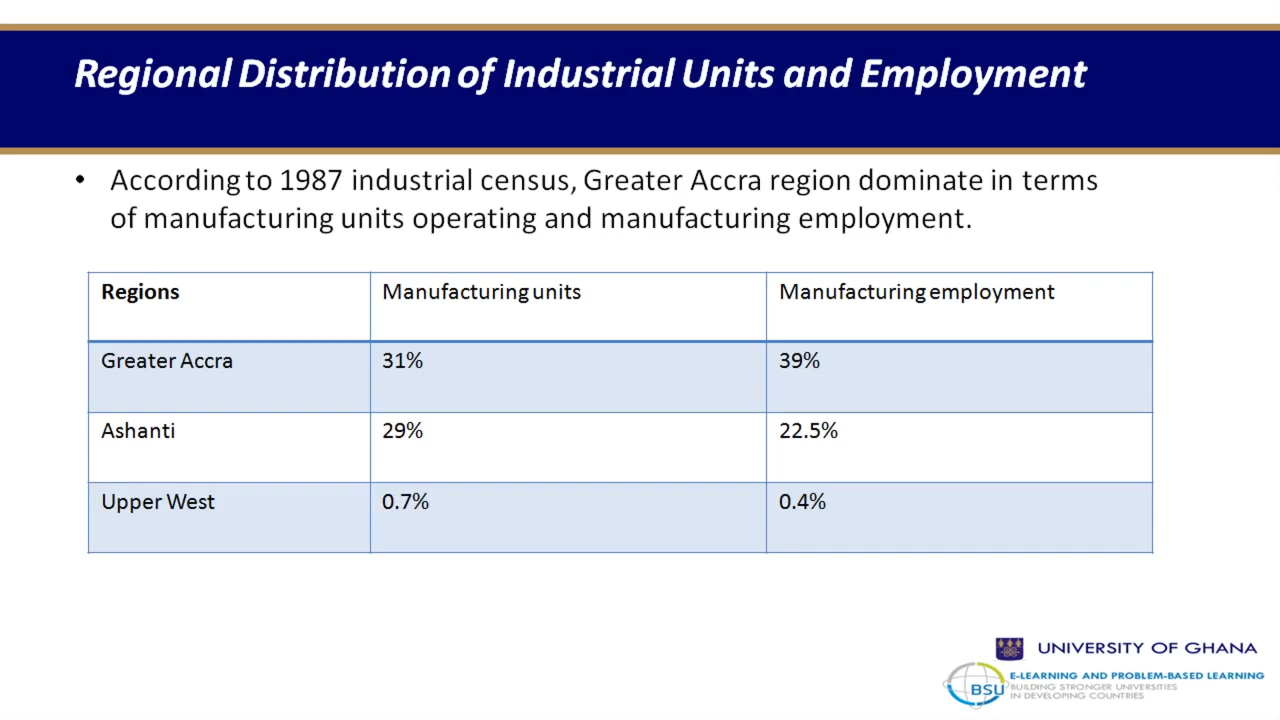 Regional Distribution of Industrial Units and Employment
• According to 1987 industrial census, Greater Accra region dominate in terms
of manufacturing units operating and manufacturing employment.
Regions Manufacturing units Manufacturing employment
Greater Accra 31% 39%
Ashanti 29% 22.5%
Upper West 0.7% 0.4%
UNIVERSITY OF GHANA
BSU
E-LEARNING AND PROBLEM-BASED LEARNING
BUILDING STRONGER UNIVERSITIES
IN DEVELOPING COUNTRIES